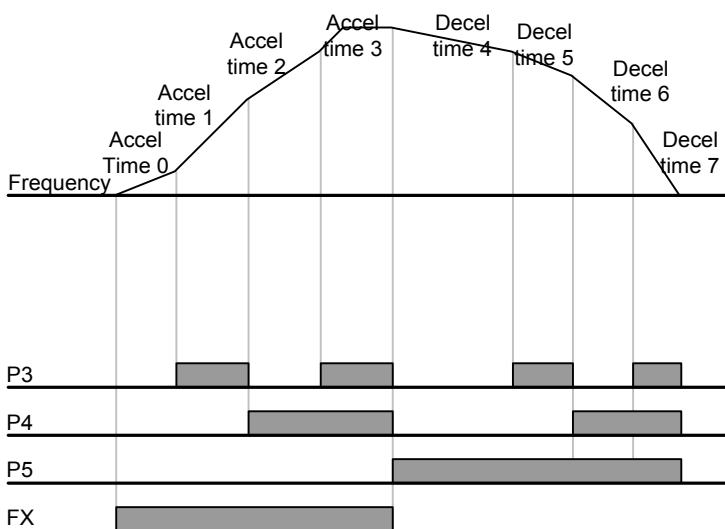 Accel
Time 0
Accel
time 1
Accel
time 2
Accel
time 3
Decel
time 4
Decel
time 5
Decel
time 6
Decel
time 7
Frequency
P3
P4
P5
FX